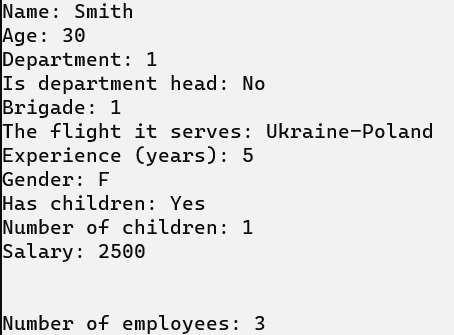 Name: Smith
Age: 30
Department: 1
Is department head: No
Brigade: 1
The flight it serves: Ukraine-Poland
Experience (years): 5
Gender: F
Has children: Yes
Number of children: 1
Salary: 2500
Number of employees: 3